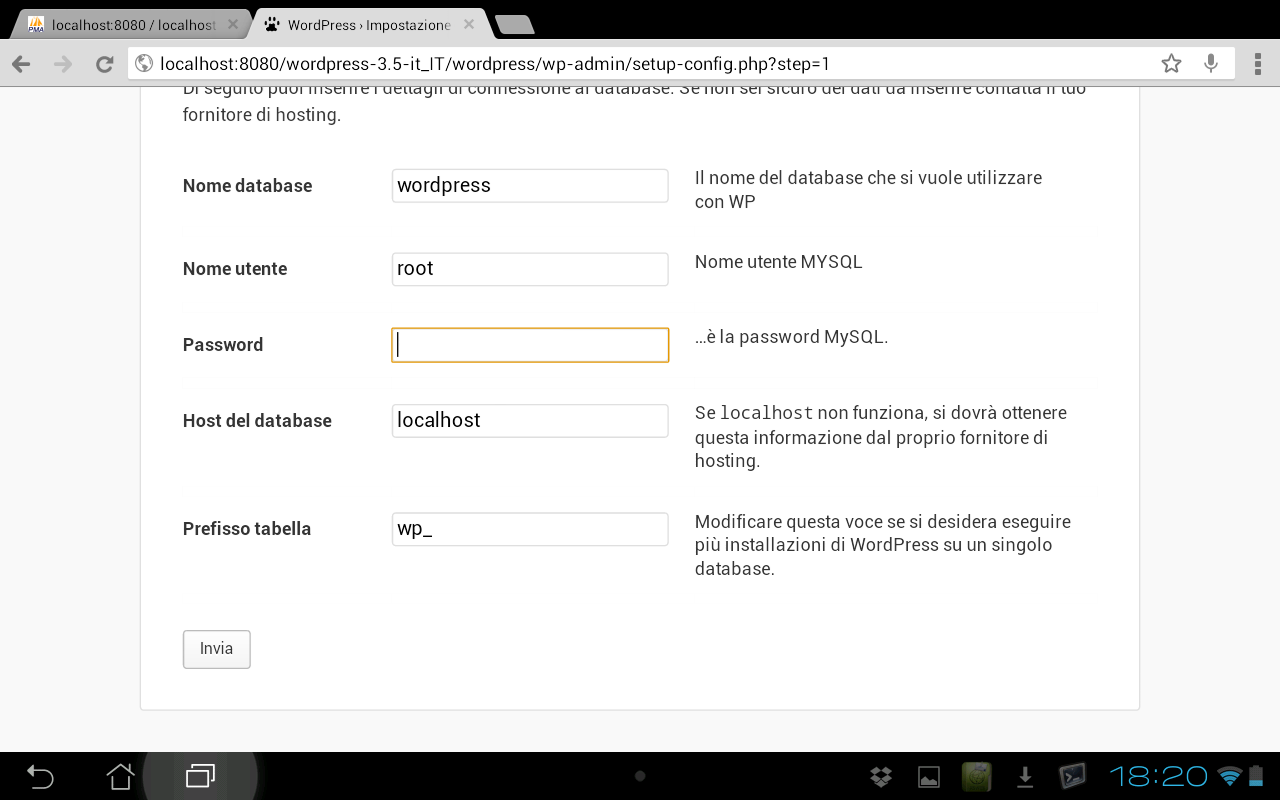 localhost:8080 / localhost
WordPress › Impostazione
localhost:8080/wordpress-3.5-it_IT/wordpress/wp-admin/setup-config.php?step=1
Di seguito puoi inserire i dettagli di connessione al database. Se non sei sicuro dei dati da inserire contatta il tuo
fornitore di hosting.
Nome database
wordpress
Il nome del database che si vuole utilizzare
con WP
Nome utente
root
Nome utente MYSQL
Password
…è la password MySQL.
Host del database
localhost
Se localhost non funziona, si dovrà ottenere
questa informazione dal proprio fornitore di
hosting.
Prefisso tabella
wp_
Modificare questa voce se si desidera eseguire
più installazioni di WordPress su un singolo
database.
Invia
18:20